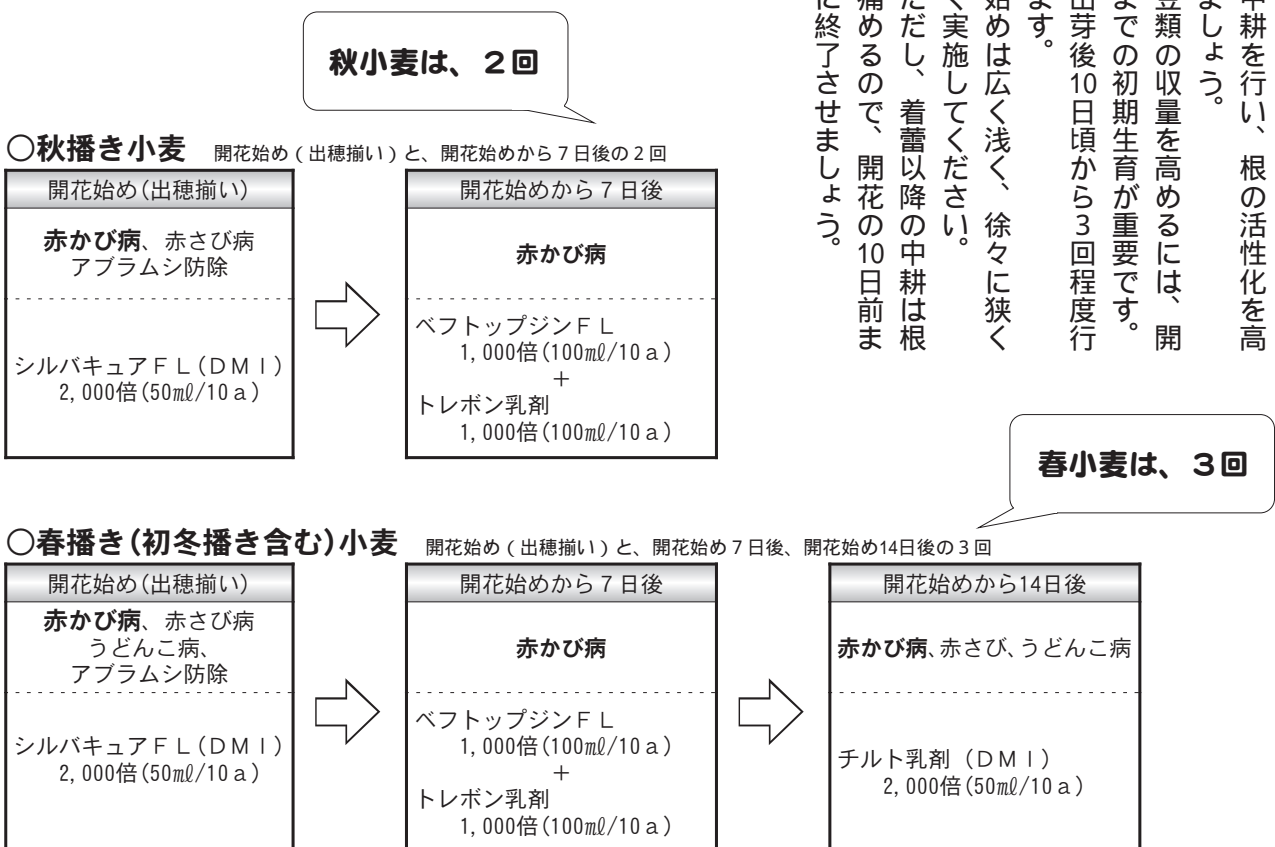 中耕を行い、根の活性化を高
ましょう。
豆類の収量を高めるには、開
までの初期生育が重要です。
出芽後10日頃から3回程度行
ます。
始めは広く浅く、徐々に狭く
く実施してください。
ただし、着蕾以降の中耕は根
痛めるので、開花の10日前ま
に終了させましょう。
秋小麦は、２回
○秋播き小麦 開花始め（出穂揃い）と、開花始めから７日後の２回
開花始め（出穂揃い）
赤かび病、赤さび病
アブラムシ防除
シルバキュアＦＬ（ＤＭＩ）
2,000倍（50㎖/10ａ）
開花始めから７日後
赤かび病
ベフトップジンＦＬ
1,000倍（100㎖/10ａ）
＋
トレボン乳剤
1,000倍（100㎖/10ａ）
春小麦は、３回
○春播き（初冬播き含む）小麦 開花始め（出穂揃い）と、開花始め７日後、開花始め14日後の３回
開花始め（出穂揃い）
赤かび病、赤さび病
うどんこ病、
アブラムシ防除
シルバキュアＦＬ（ＤＭＩ）
2,000倍（50㎖/10ａ）
開花始めから７日後
赤かび病
ベフトップジンＦＬ
1,000倍（100㎖/10ａ）
＋
トレボン乳剤
1,000倍（100㎖/10ａ）
開花始めから14日後
赤かび病、赤さび、うどんこ病
チルト乳剤（ＤＭＩ）
2,000倍（50㎖/10ａ）